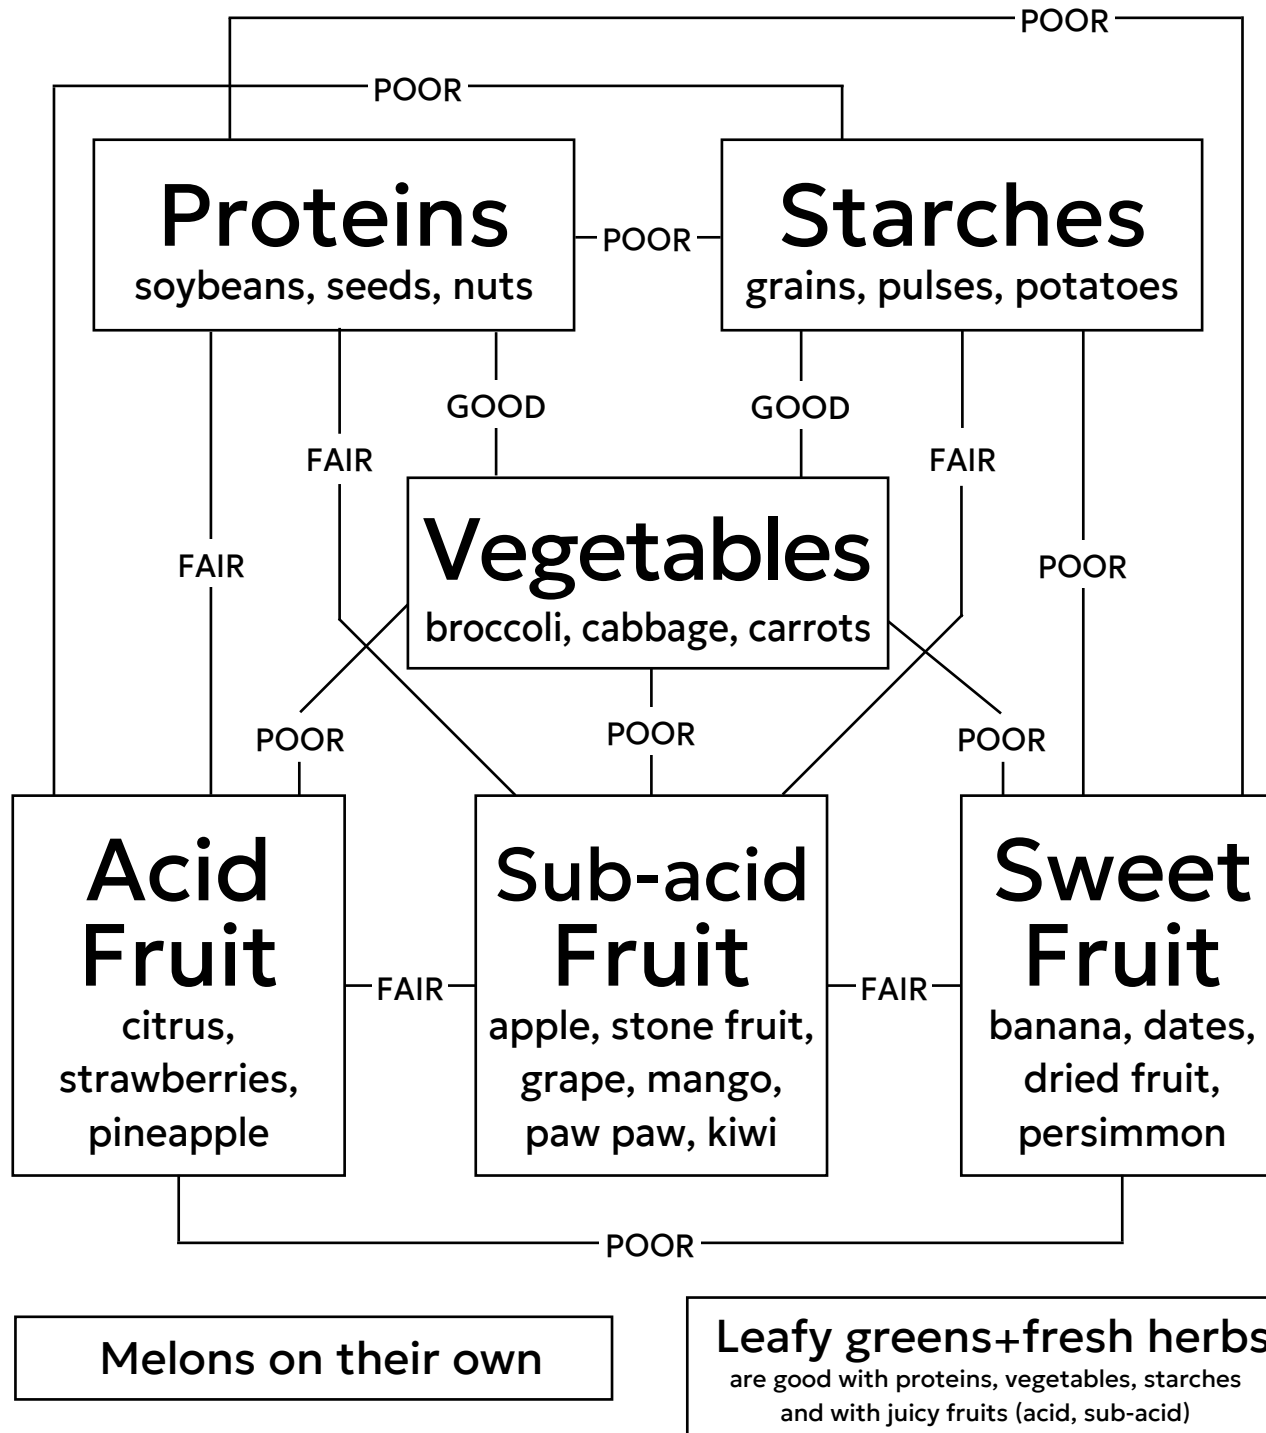 POOR
POOR
Proteins
soybeans, seeds, nuts
POOR
Starches
grains, pulses, potatoes
GOOD
GOOD
FAIR
FAIR
Vegetables
broccoli, cabbage, carrots
FAIR
POOR
POOR
POOR
POOR
Acid
Fruit
citrus,
strawberries,
pineapple
FAIR
Sub-acid
Fruit
apple, stone fruit,
grape, mango,
paw paw, kiwi
FAIR
Sweet
Fruit
banana, dates,
dried fruit,
persimmon
POOR
Melons on their own
Leafy greens+fresh herbs
are good with proteins, vegetables, starches
and with juicy fruits (acid, sub-acid)